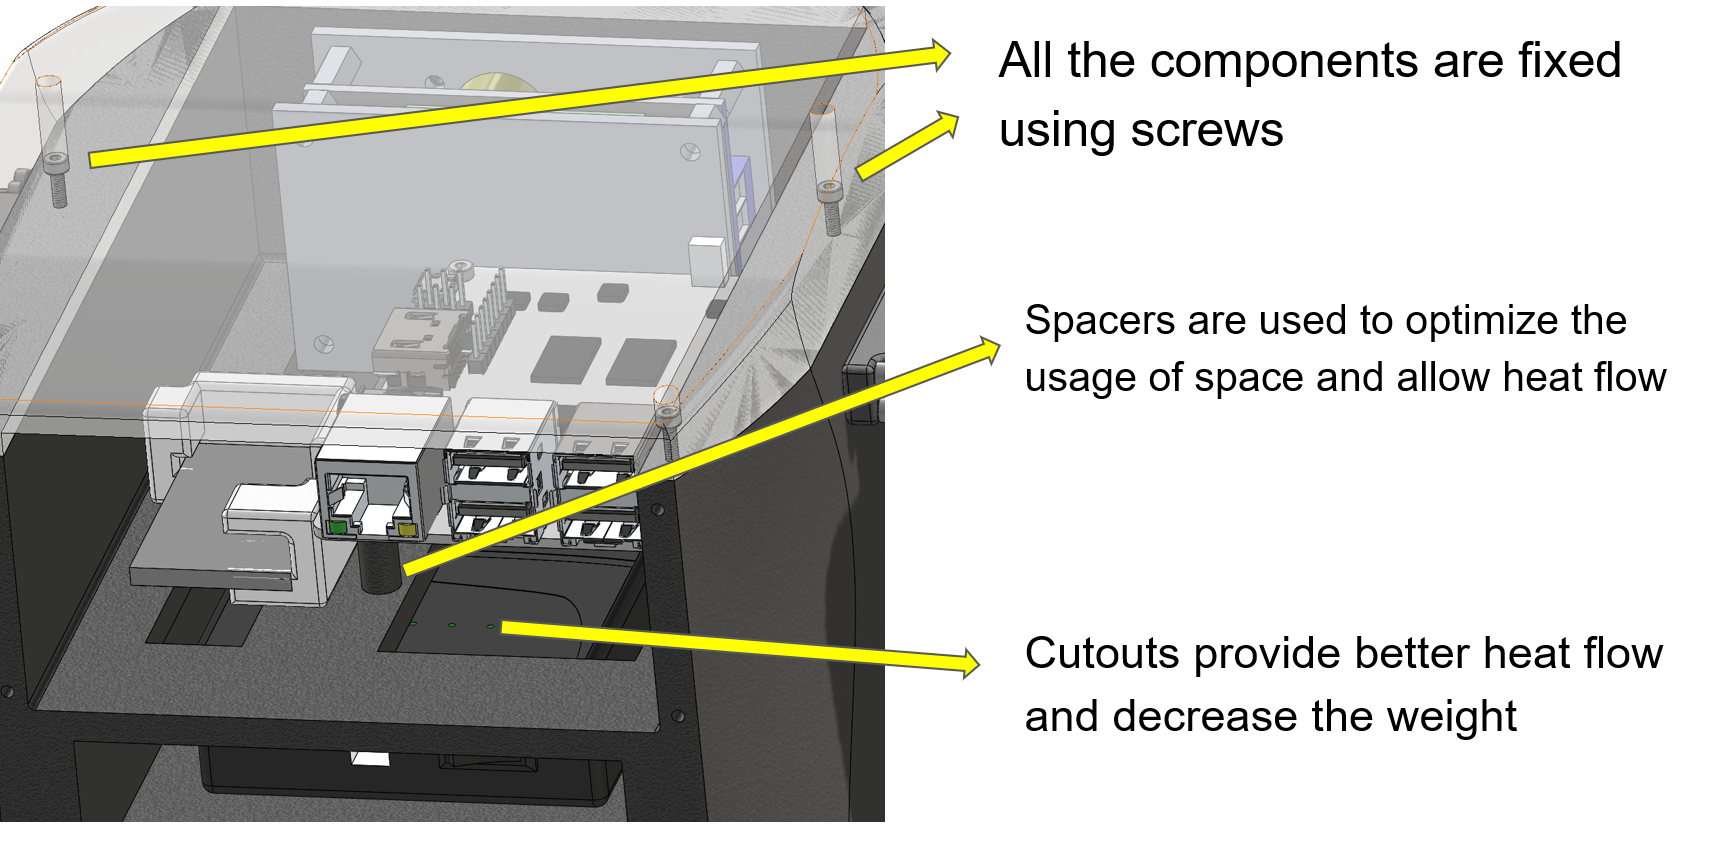 All the components are fixed
using screws
Spacers are used to optimize the
usage of space and allow heat flow
Cutouts provide better heat flow
and decrease the weight